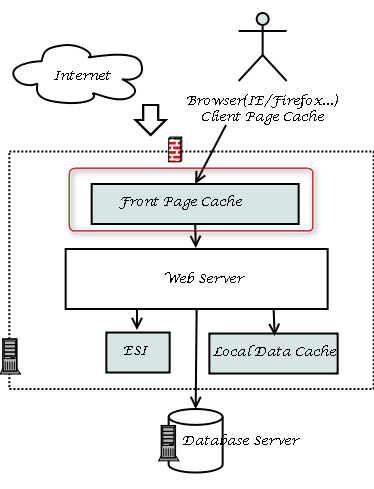 Internet
Browser(IE/Firefox...)
Client Page Cache
Front Page Cache
Web Server
ESI
Local Data Cache
Database Server